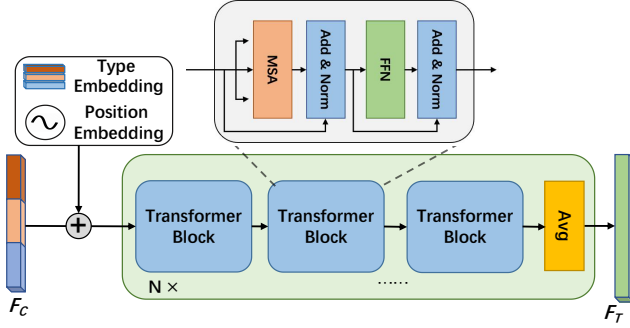 Type
Embedding
Position
Embedding
MSA
Add & Norm
FFN
Add & Norm
Transformer
Block
Transformer
Block
Transformer
Block
Avg
N ×
……
F_C
F_T